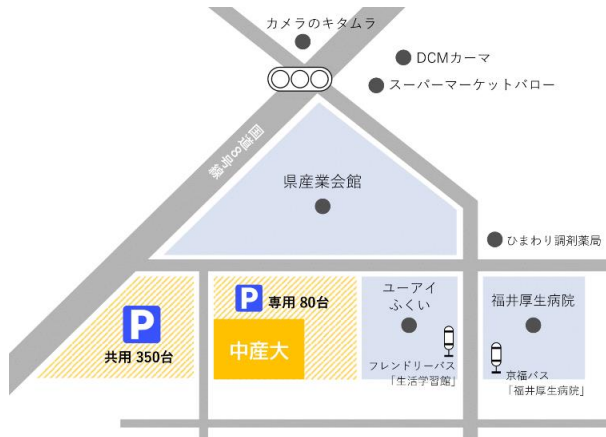 カメラのキタムラ
DCMカーマ
スーパーマーケットバロー
国道8号線
県産業会館
ひまわり調剤薬局
P
共用 350台
P 専用 80台
中産大
ユーアイ
ふくい
フレンドリーバス
「生活学習館」
福井厚生病院
京福バス
「福井厚生病院」